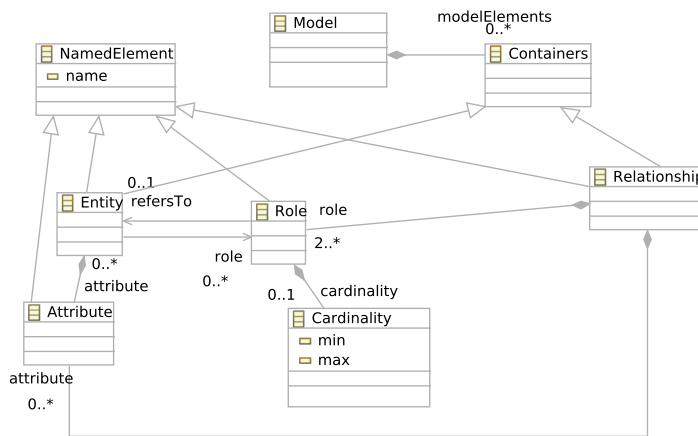 Model
modelElements
0..*
NamedElement
name
Containers
Relationship
0..1
Entity
refersTo
Role
role
2..*
role
0..*
0..*
attribute
0..1
cardinality
Attribute
Cardinality
min
max
attribute
0..*